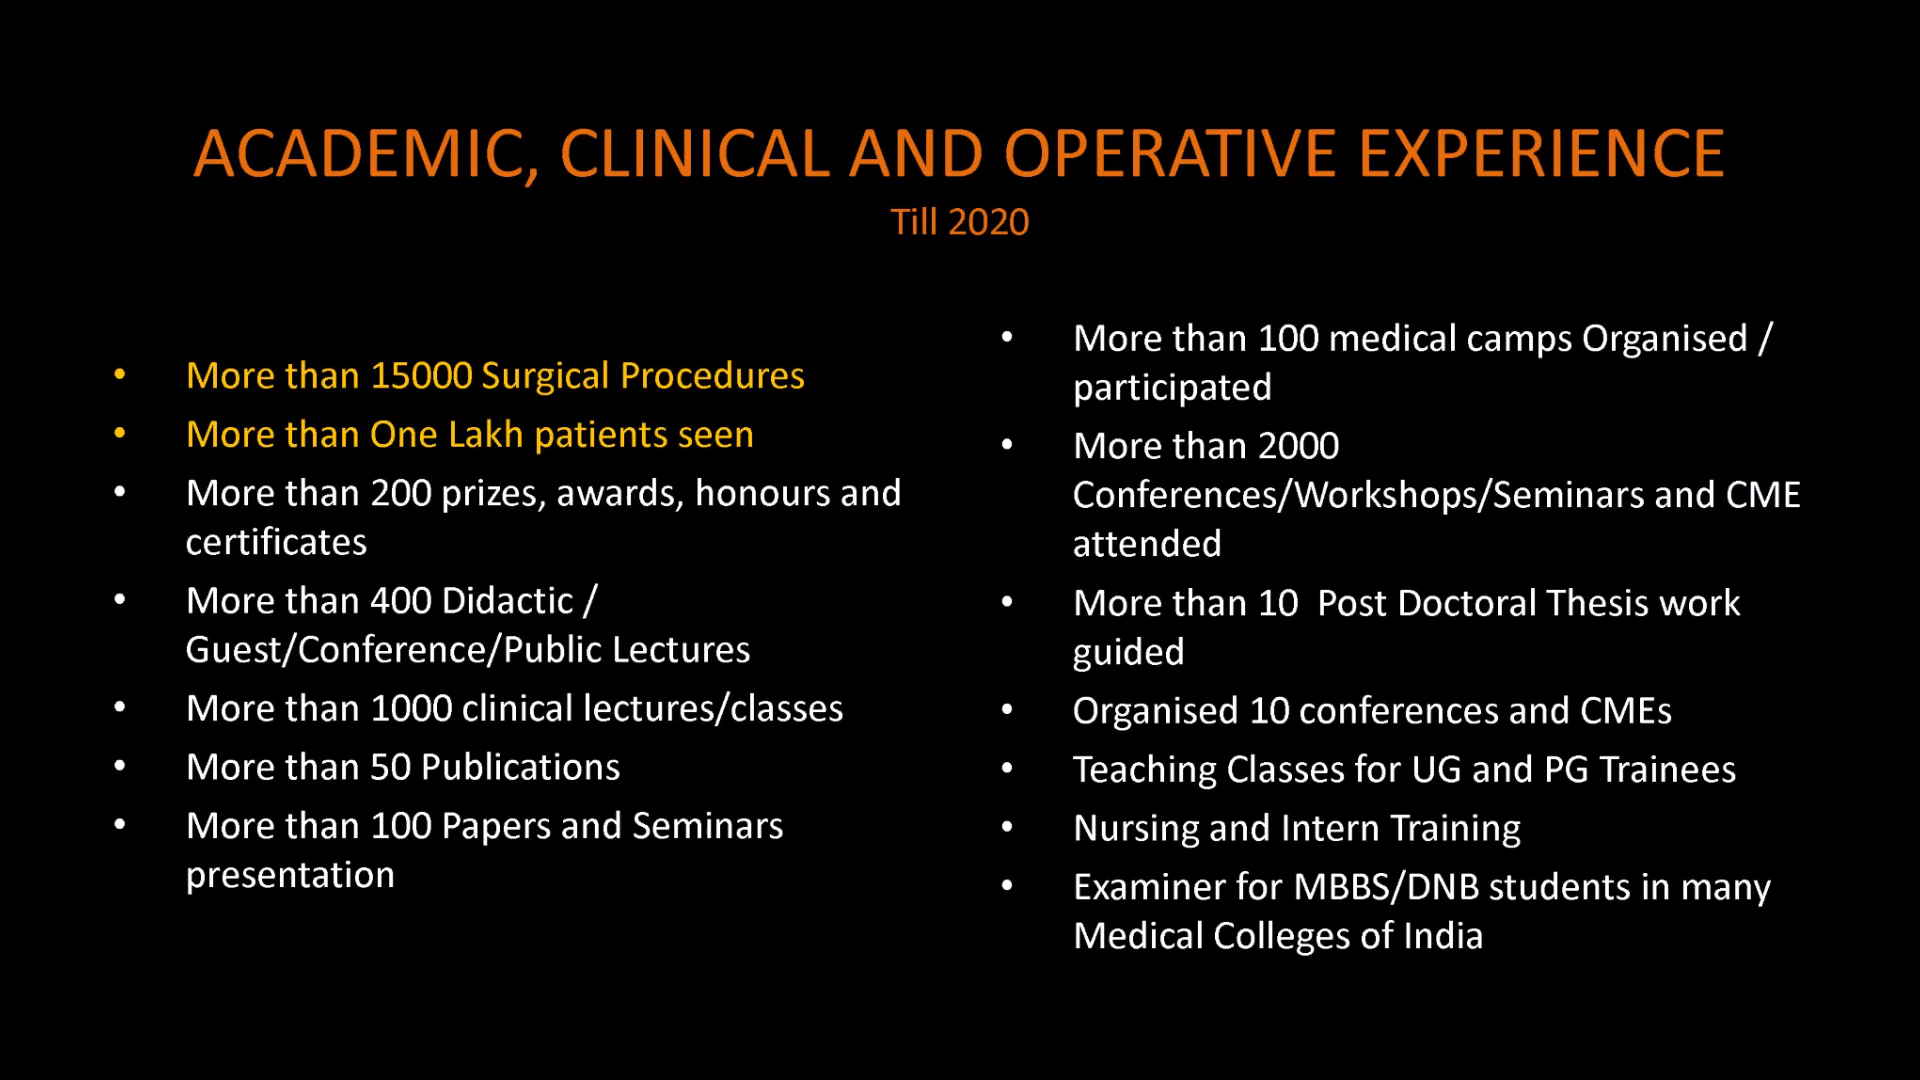 ACADEMIC, CLINICAL AND OPERATIVE EXPERIENCE
Till 2020
• More than 15000 Surgical Procedures
• More than One Lakh patients seen
• More than 200 prizes, awards, honours and
certificates
• More than 400 Didactic /
Guest/Conference/Public Lectures
• More than 1000 clinical lectures/classes
• More than 50 Publications
• More than 100 Papers and Seminars
presentation
• More than 100 medical camps Organised /
participated
• More than 2000
Conferences/Workshops/Seminars and CME
attended
• More than 10  Post Doctoral Thesis work
guided
• Organised 10 conferences and CMEs
• Teaching Classes for UG and PG Trainees
• Nursing and Intern Training
• Examiner for MBBS/DNB students in many
Medical Colleges of India